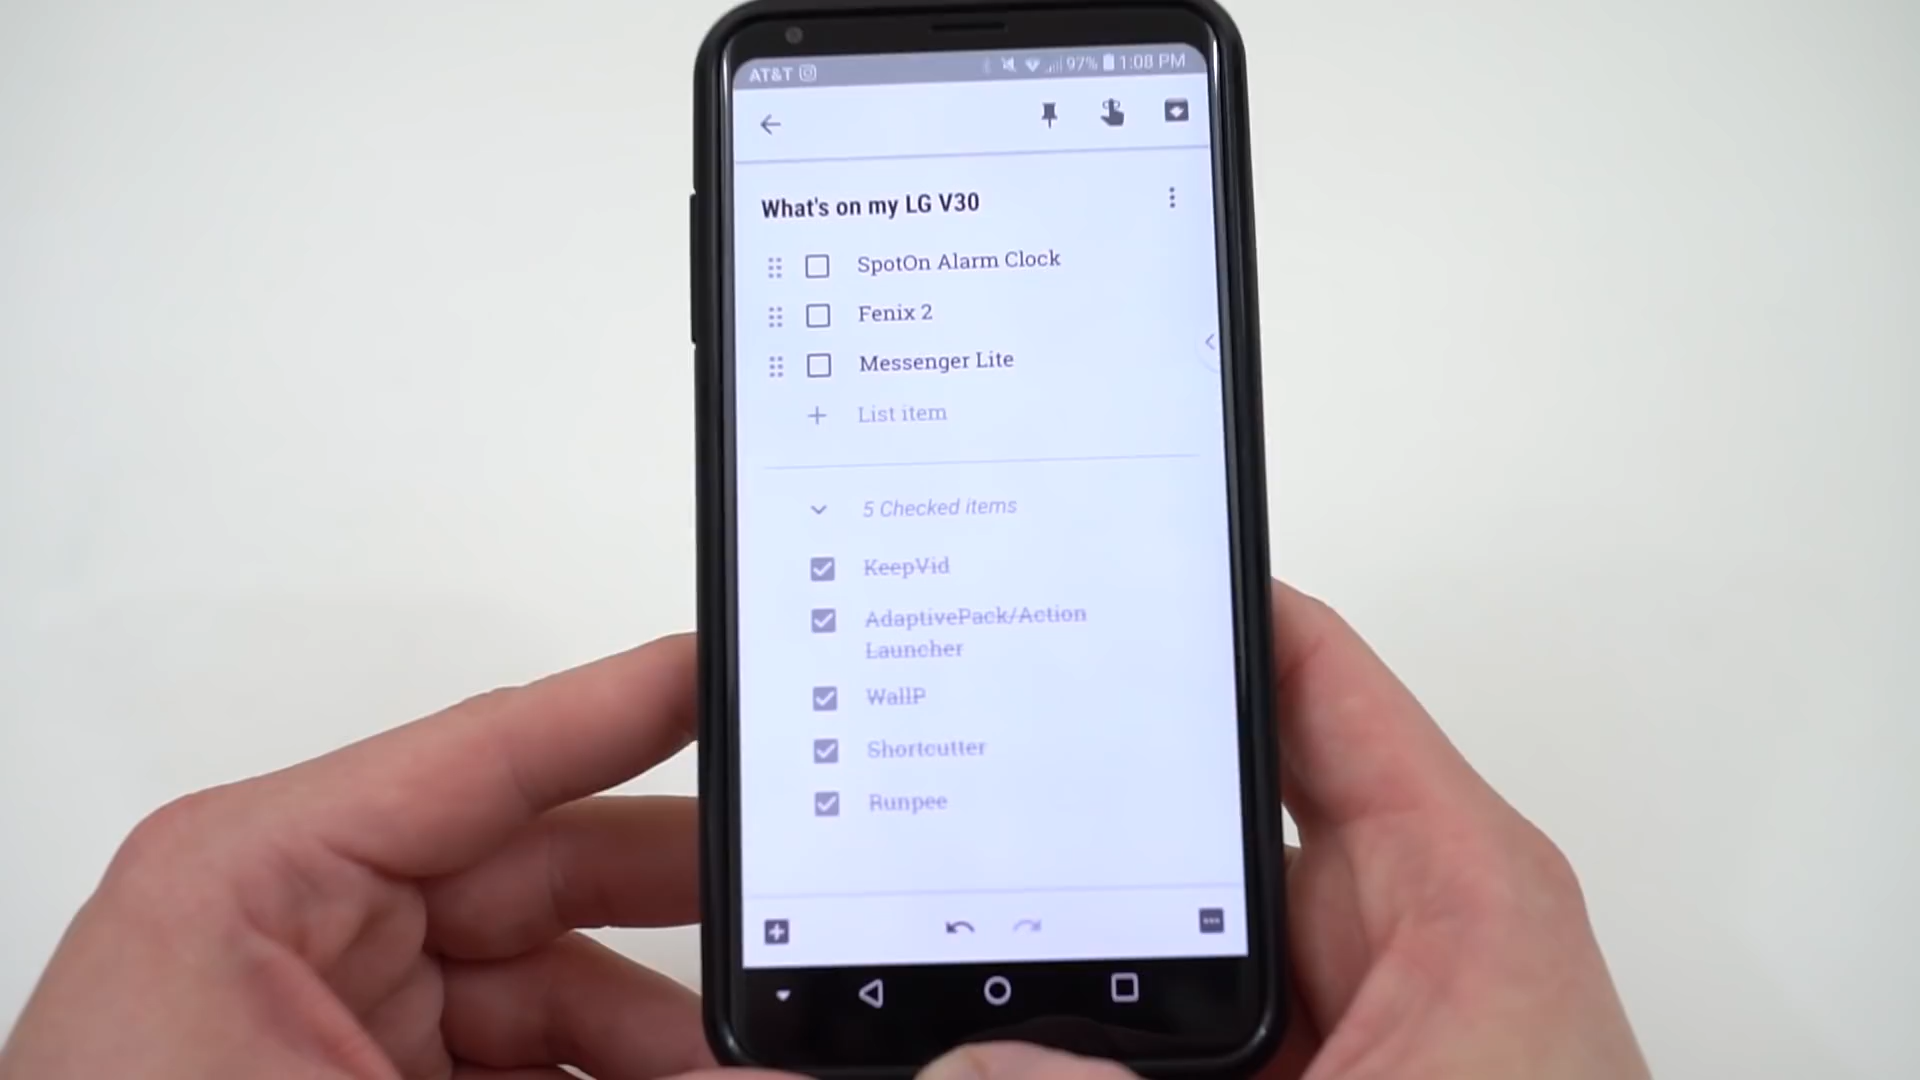 AT&T 97% 1:08 PM
What's on my LG V30
SpotOn Alarm Clock
Fenix 2
Messenger Lite
List item
5 Checked items
KeepVid
AdaptivePack/Action
Launcher
WallP
Shortcutter
Runpee